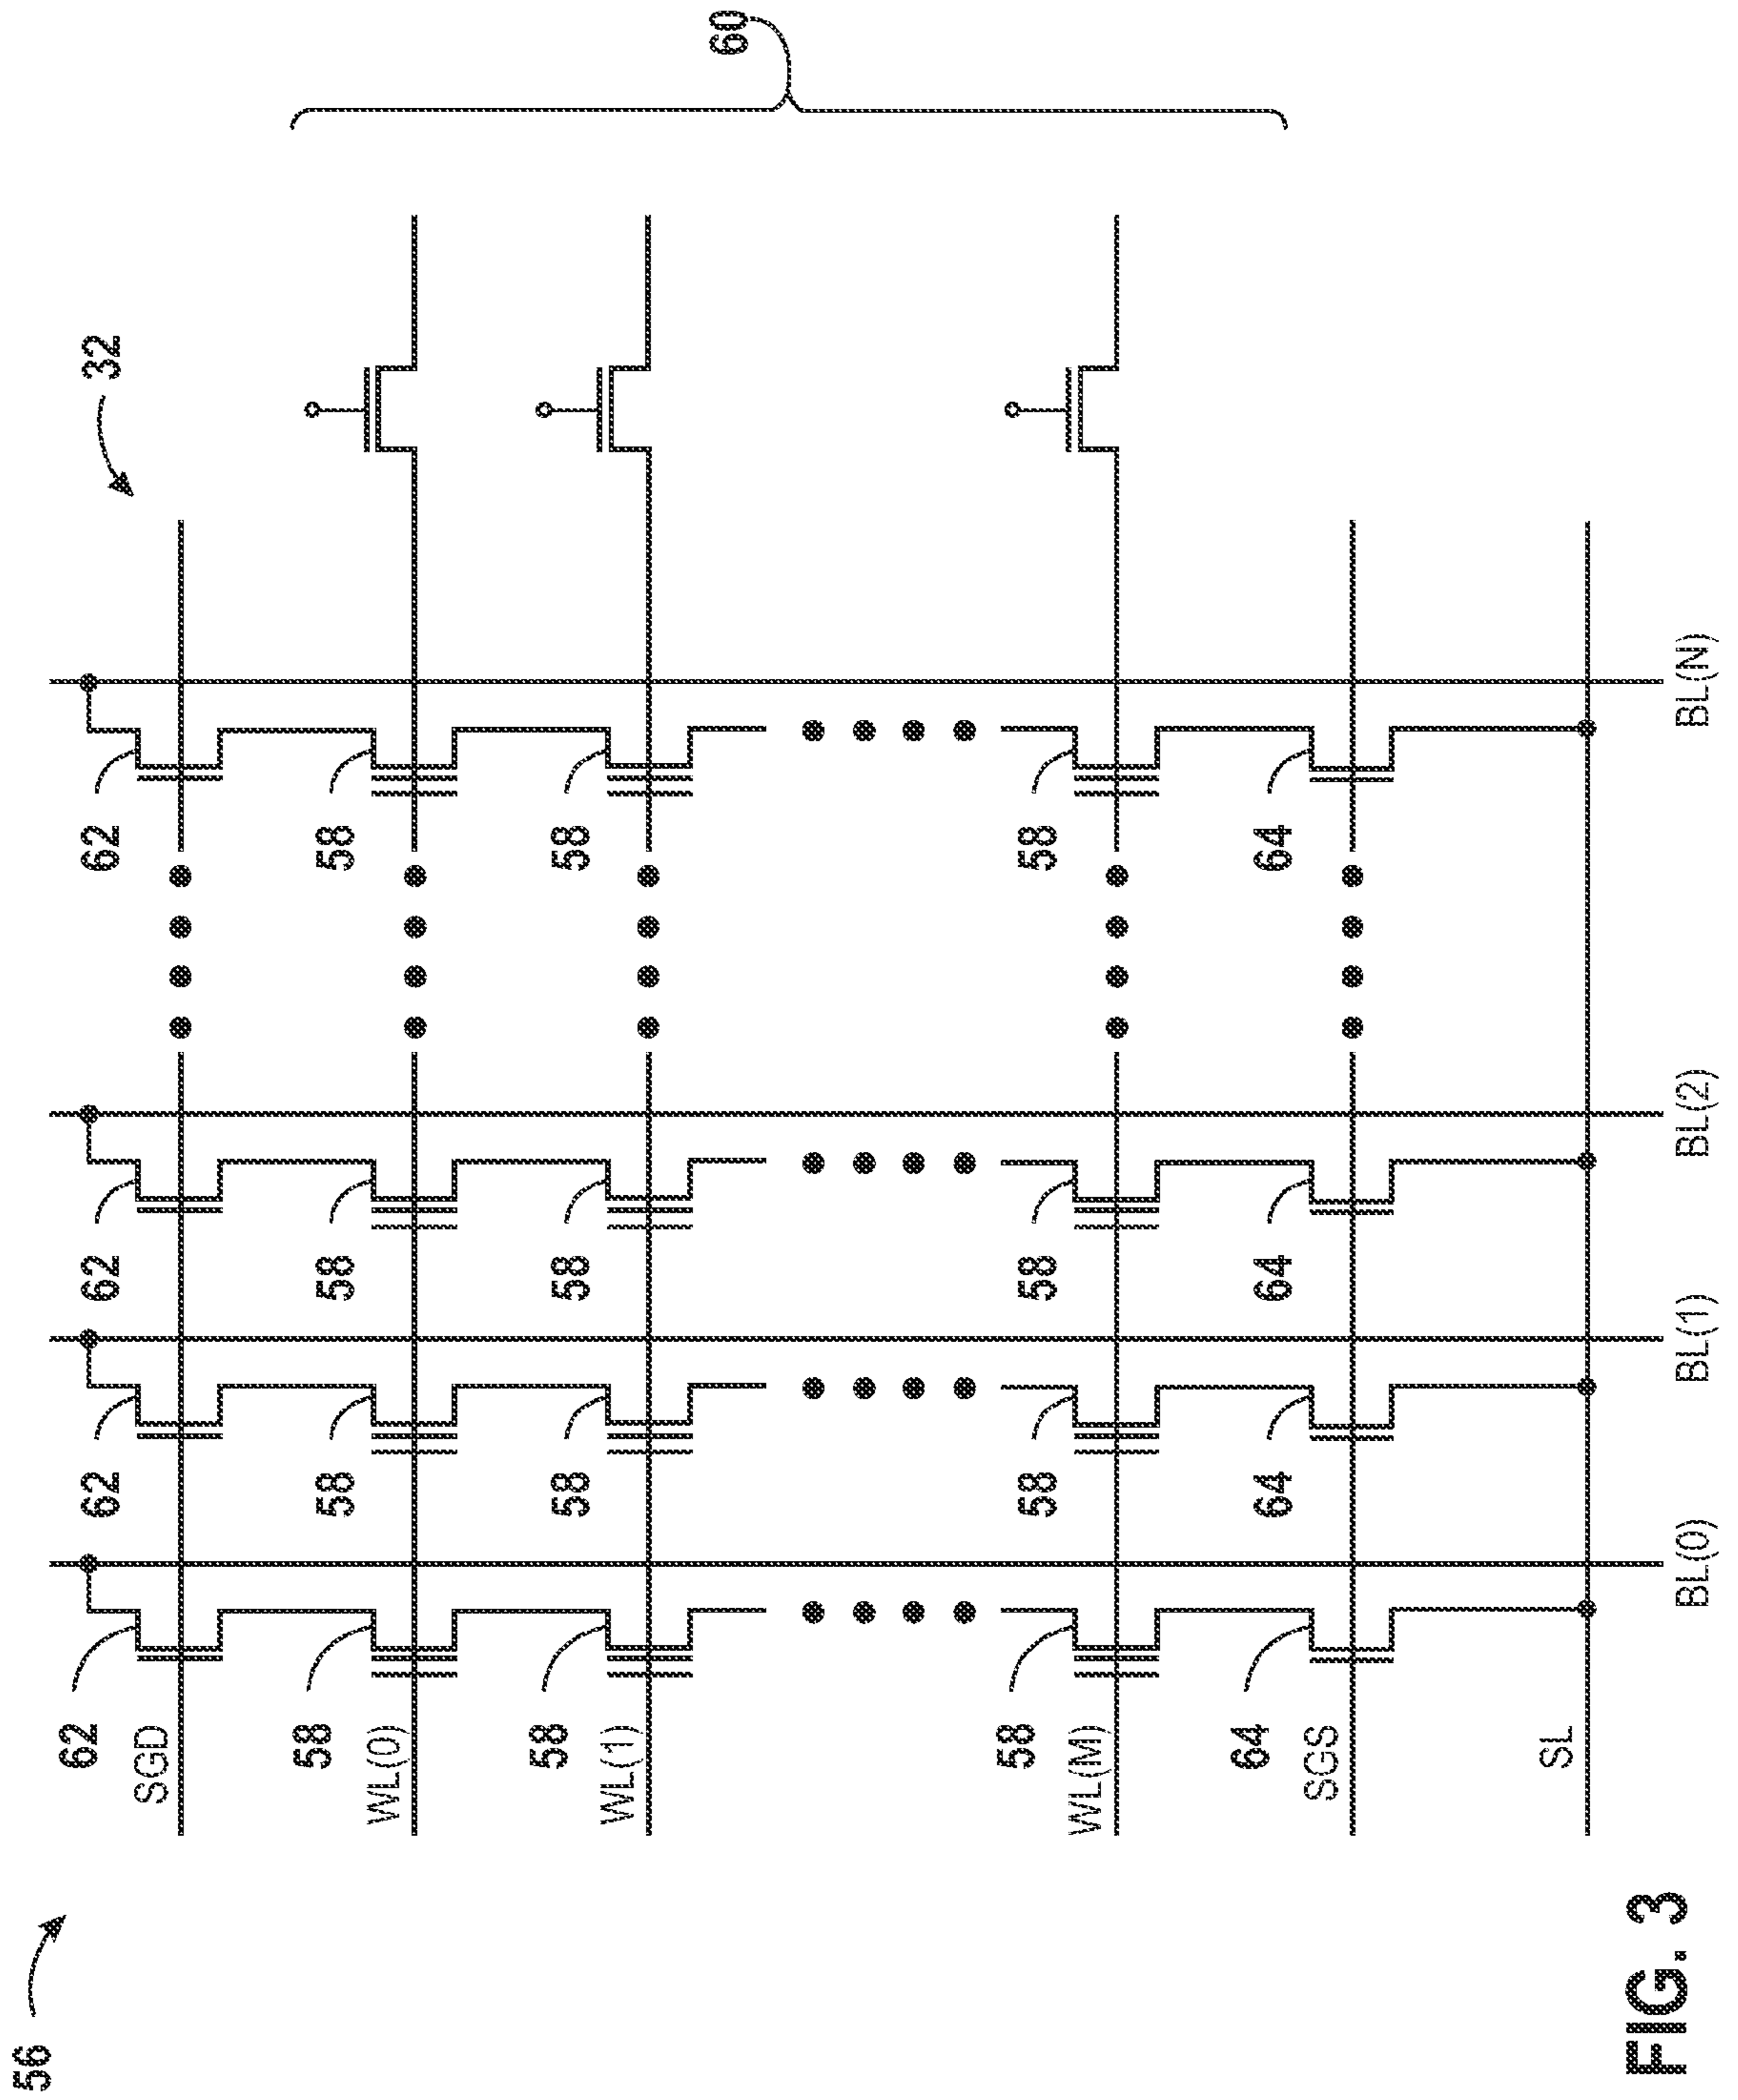 56
62 62 62 62 32
SGD
58 58 58 58
WL(0)
58 58 58 58
WL(1)
60
58 58 58 58
WL(M)
64 64 64 64
SGS
SL
BL(0) BL(1) BL(2) BL(N)
FIG. 3